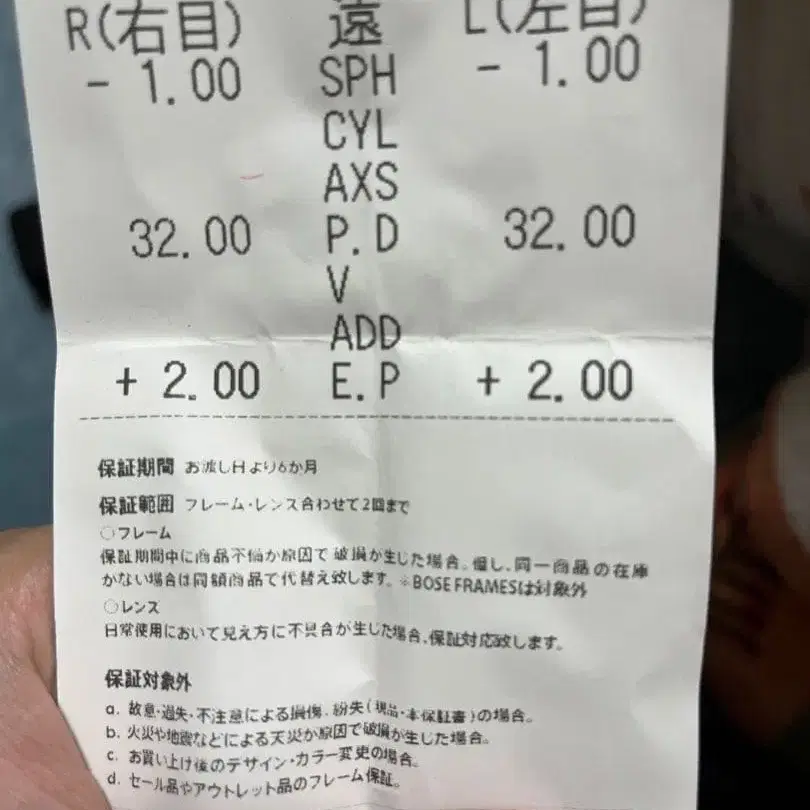 R(右目) 遠 L(左目)
- 1.00 SPH - 1.00
CYL
AXS
32.00 P.D 32.00
V
ADD
+ 2.00 E.P + 2.00
保証期間 お渡し日より6か月
保証範囲 フレーム・レンズ合わせて2回まで
○フレーム
保証期間中に商品不備が原因で破損が生じた場合。但し、同一商品の在庫
がない場合は同額商品で代替え致します。※BOSE FRAMESは対象外
○レンズ
日常使用において見え方に不具合が生じた場合、保証対応致します。
保証対象外
a. 故意・過失・不注意による損傷、紛失(現品・本保証書)の場合。
b. 火災や地震などによる天災が原因で破損が生じた場合。
c. お買い上げ後のデザイン・カラー変更の場合。
d. セール品やアウトレット品のフレーム保証。